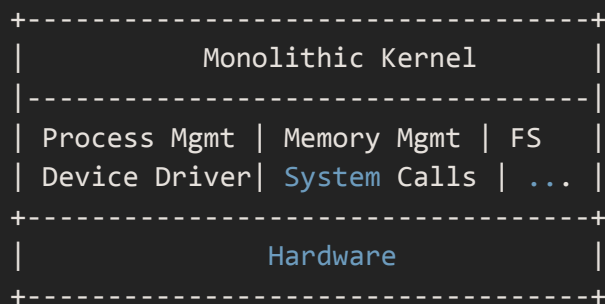 +-----------------------------------+
|           Monolithic Kernel       |
|-----------------------------------|
| Process Mgmt | Memory Mgmt | FS   |
| Device Driver| System Calls | ... |
+-----------------------------------+
|               Hardware            |
+-----------------------------------+